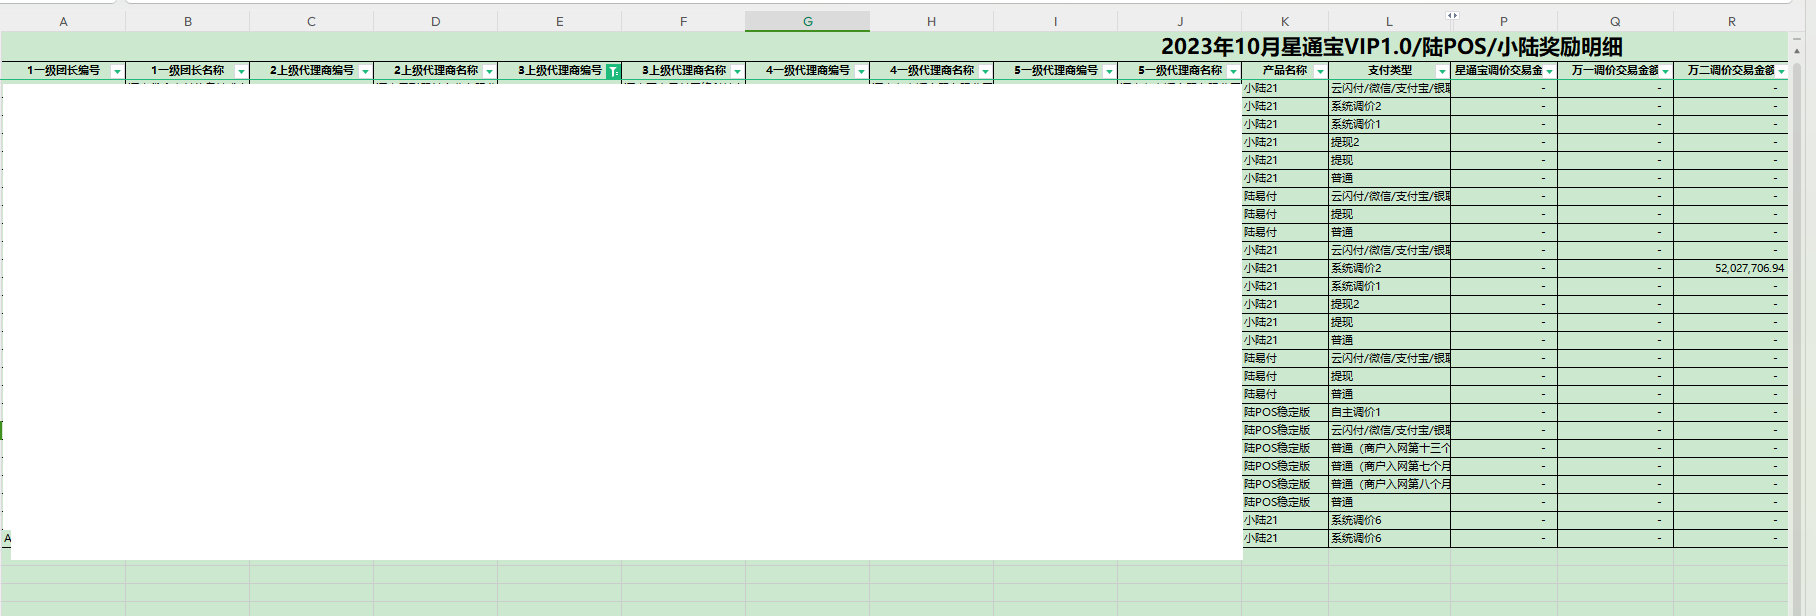 A B C D E F G H I J K L P Q R
2023年10月星通宝VIP1.0/陆POS/小陆奖励明细
1一级团长编号 1一级团长名称 2上级代理商编号 2上级代理商名称 3上级代理商编号 3上级代理商名称 4一级代理商编号 4一级代理商名称 5一级代理商编号 5一级代理商名称 产品名称 支付类型 星通宝调价交易金 万一调价交易金额 万二调价交易金额
小陆21 云闪付/微信/支付宝/银联 - - -
小陆21 系统调价2 - - -
小陆21 系统调价1 - - -
小陆21 提现2 - - -
小陆21 提现 - - -
小陆21 普通 - - -
陆易付 云闪付/微信/支付宝/银联 - - -
陆易付 提现 - - -
陆易付 普通 - - -
小陆21 云闪付/微信/支付宝/银联 - - -
小陆21 系统调价2 - - 52,027,706.94
小陆21 系统调价1 - - -
小陆21 提现2 - - -
小陆21 提现 - - -
小陆21 普通 - - -
陆易付 云闪付/微信/支付宝/银联 - - -
陆易付 提现 - - -
陆易付 普通 - - -
陆POS稳定版 自主调价1 - - -
陆POS稳定版 云闪付/微信/支付宝/银联 - - -
陆POS稳定版 普通（商户入网第十三个 - - -
陆POS稳定版 普通（商户入网第七个月 - - -
陆POS稳定版 普通（商户入网第八个月 - - -
陆POS稳定版 普通 - - -
小陆21 系统调价6 - - -
A 小陆21 系统调价6 - - -